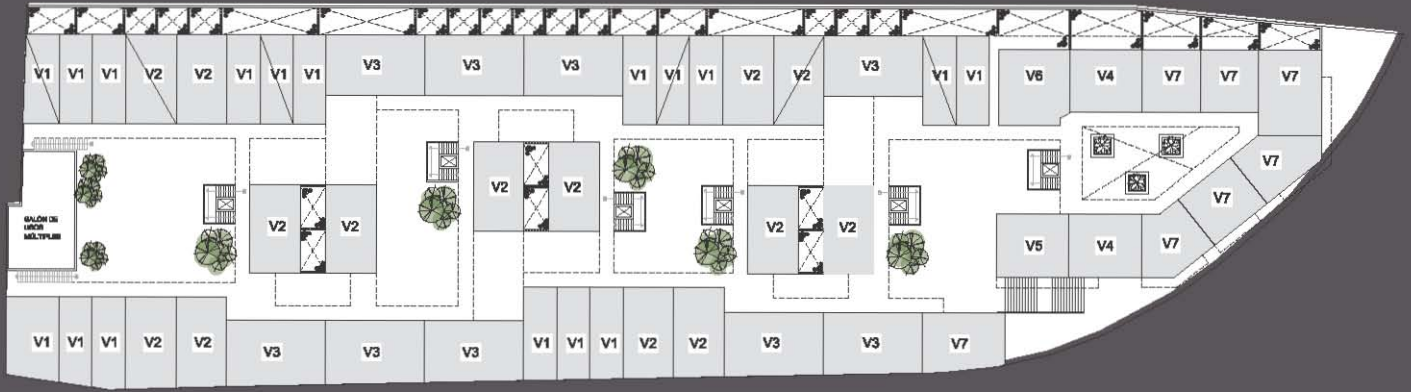 V1 V1 V1 V2 V2 V1 V1 V1 V3 V3 V3 V1 V1 V1 V2 V2 V3 V1 V1 V6 V4 V7 V7 V7
V7
V2 V2
V7
SALÓN DE
USOS
MÚLTIPLES
V2 V2 V2 V2
V5 V4 V7
V1 V1 V1 V2 V2 V3 V3 V3 V1 V1 V1 V2 V2 V3 V3 V7